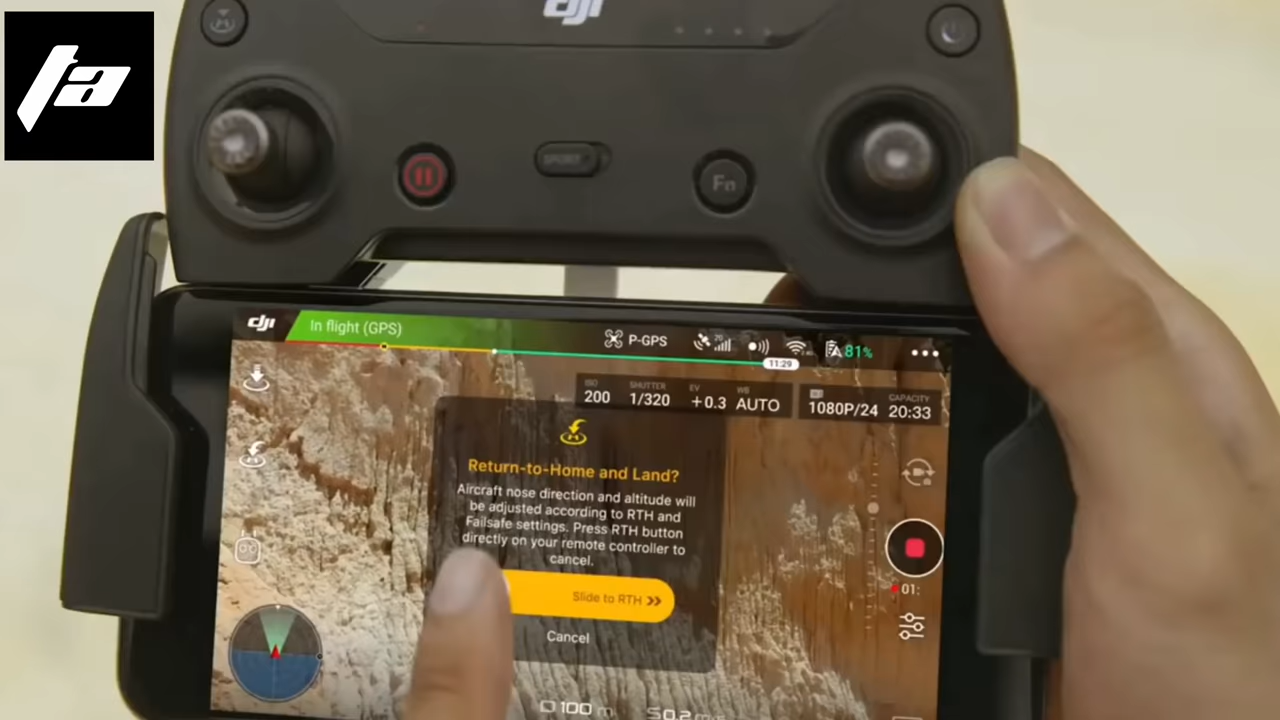 dji
ta
SPORT
Fn
dji
In flight (GPS)
P-GPS
81%
11:29
ISO
200
SHUTTER
1/320
EV
+0.3
WB
AUTO
1080P/24
CAPACITY
20:33
Return-to-Home and Land?
Aircraft nose direction and altitude will
be adjusted according to RTH and
Failsafe settings. Press RTH button
directly on your remote controller to
cancel.
Slide to RTH
Cancel
01:
D 100 m